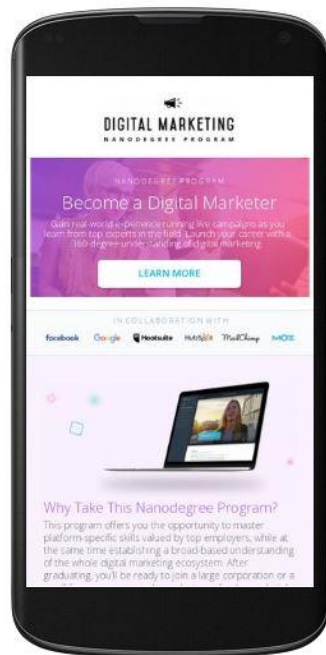 DIGITAL MARKETING
NANODEGREE PROGRAM
NANODEGREE PROGRAM
Become a Digital Marketer
Gain real-world experience running live campaigns as you
learn from top experts in the field. Launch your career with a
360-degree understanding of digital marketing.
LEARN MORE
IN COLLABORATION WITH
facebook Google Hootsuite HubSpot MailChimp MOZ
Why Take This Nanodegree Program?
This program offers you the opportunity to master
platform-specific skills valued by top employers, while at
the same time establishing a broad-based understanding
of the whole digital marketing ecosystem. After
graduating, you'll be ready to join a large corporation or a